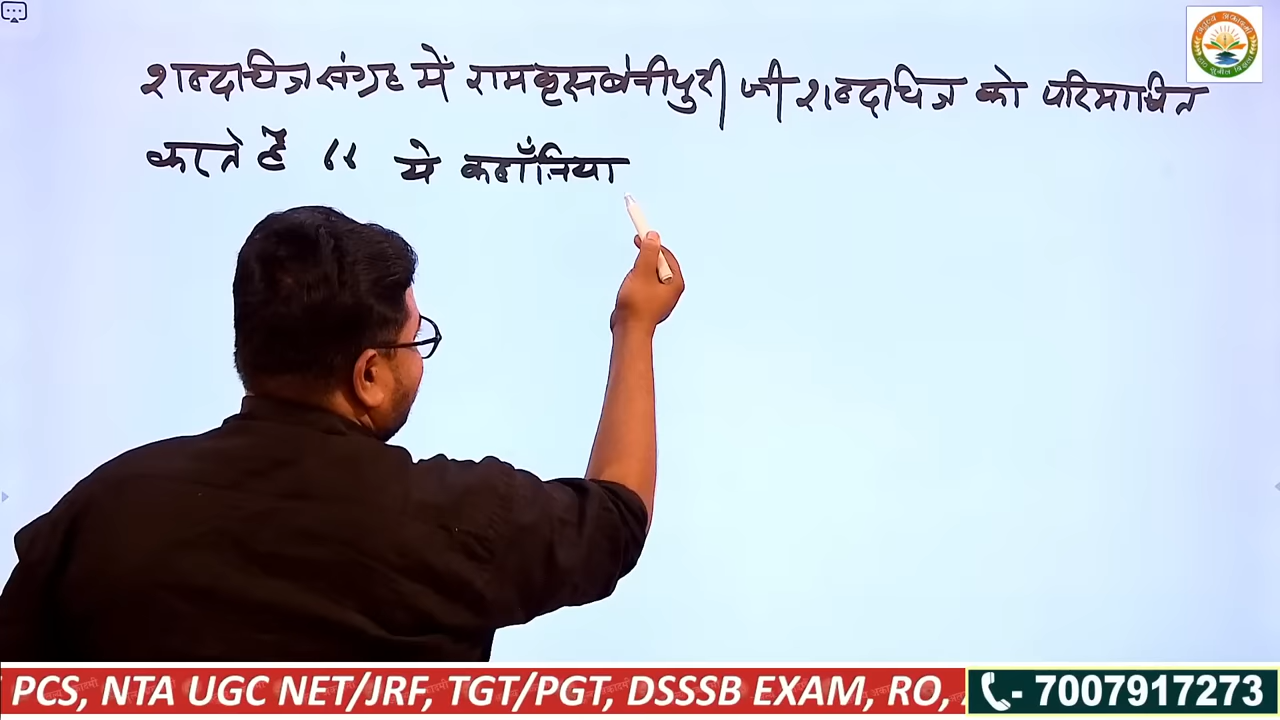 शब्दचित्र संग्रह में रामवृक्ष बेनीपुरी जी शब्दचित्र को परिभाषित
करते हैं “ ये कहाँनिया
PCS, NTA UGC NET/JRF, TGT/PGT, DSSSB EXAM, RO,
- 7007917273